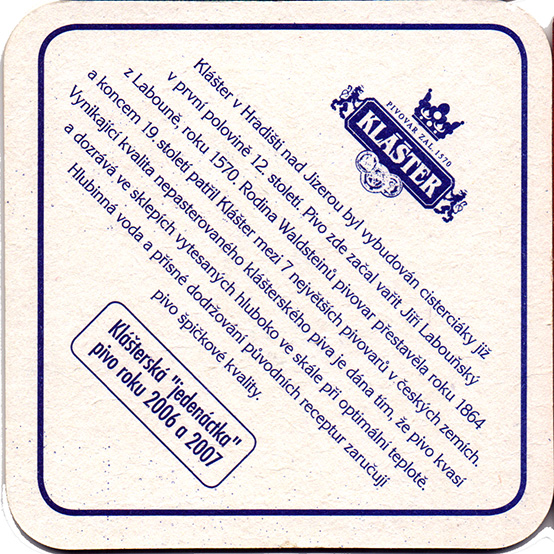 PIVOVAR ZAL. 1570
KLÁŠTER
Klášter v Hradišti nad Jizerou byl vybudován cisterciáky již
v první polovině 12. století. Pivo zde začal vařit Jiří Labouňský
z Labouně, roku 1570. Rodina Waldsteinů pivovar přestavěla roku 1864
a koncem 19. století patřil Klášter mezi 7 největších pivovarů v českých zemích.
Vynikající kvalita nepasterovaného klášterského piva je dána tím, že pivo kvasí
a dozrává ve sklepích vytesaných hluboko ve skále při optimální teplotě.
Hlubinná voda a přísné dodržování původních receptur zaručují
pivo špičkové kvality.
Klášterská "jedenáctka"
pivo roku 2006 a 2007